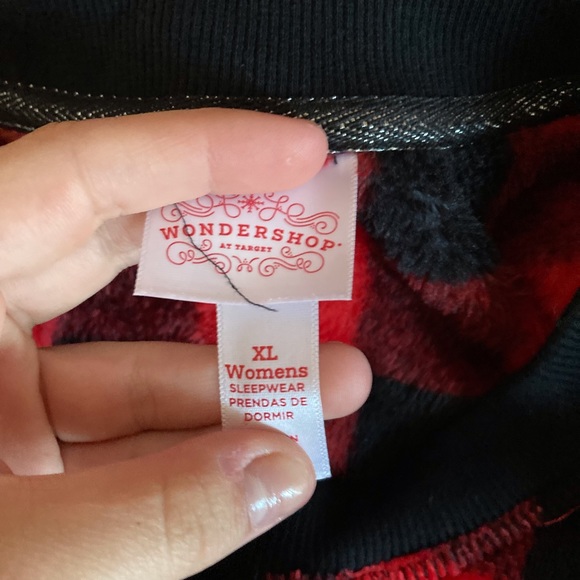 WONDERSHOP
AT TARGET
XL
Womens
SLEEPWEAR
PRENDAS DE
DORMIR